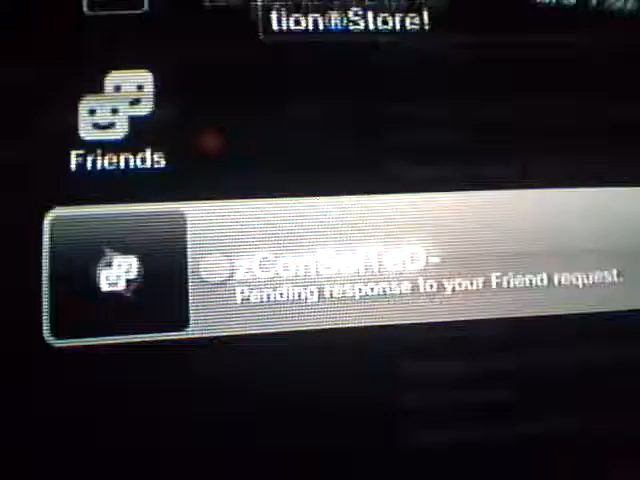 tion®Store!
Friends
Pending response to your Friend request.